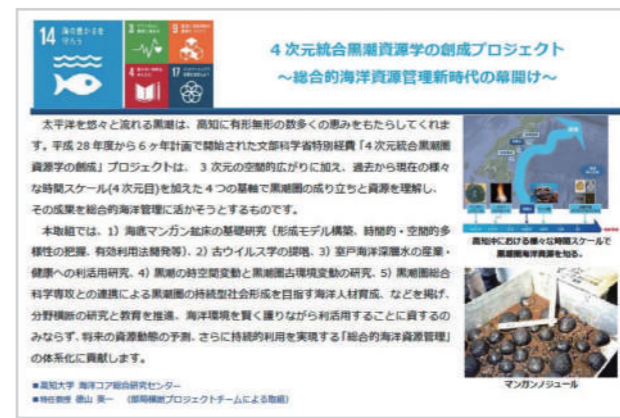 14 海の豊かさを
守ろう
3
9
4
17
4次元統合黒潮資源学の創成プロジェクト
～総合的海洋資源管理新時代の幕開け～
太平洋を悠々と流れる黒潮は、高知に有形無形の数多くの恵みをもたらしてくれま
す。平成28年度から6ヶ年計画で開始された文部科学省特別経費「4次元統合黒潮圏
資源学の創成」プロジェクトは、3次元の空間的広がりに加え、過去から現在の様々
な時間スケール(4次元目)を加えた4つの基軸で黒潮圏の成り立ちと資源を理解し、
その成果を総合的海洋管理に活かそうとするものです。
本取組では、1）海底マンガン鉱床の基礎研究（形成モデル構築、時間的・空間的多
様性の把握、有効利用法開発等）、2）古ウイルス学の提唱、3）室戸海洋深層水の産業・
健康への利活用研究、4）黒潮の時空間変動と黒潮圏古環境変動の研究、5）黒潮圏総合
科学専攻との連携による黒潮圏の持続型社会形成を目指す海洋人材育成、などを掲げ、
分野横断の研究と教育を推進、海洋環境を賢く護りながら利活用することに資するの
みならず、将来の資源動態の予測、さらに持続的利用を実現する「総合的海洋資源管理」
の体系化に貢献します。
■高知大学 海洋コア総合研究センター
■特任教授 徳山 英一 （部局横断プロジェクトチームによる取組）
高知沖における様々な時間スケールで
黒潮圏海洋資源を知る。
マンガンノジュール